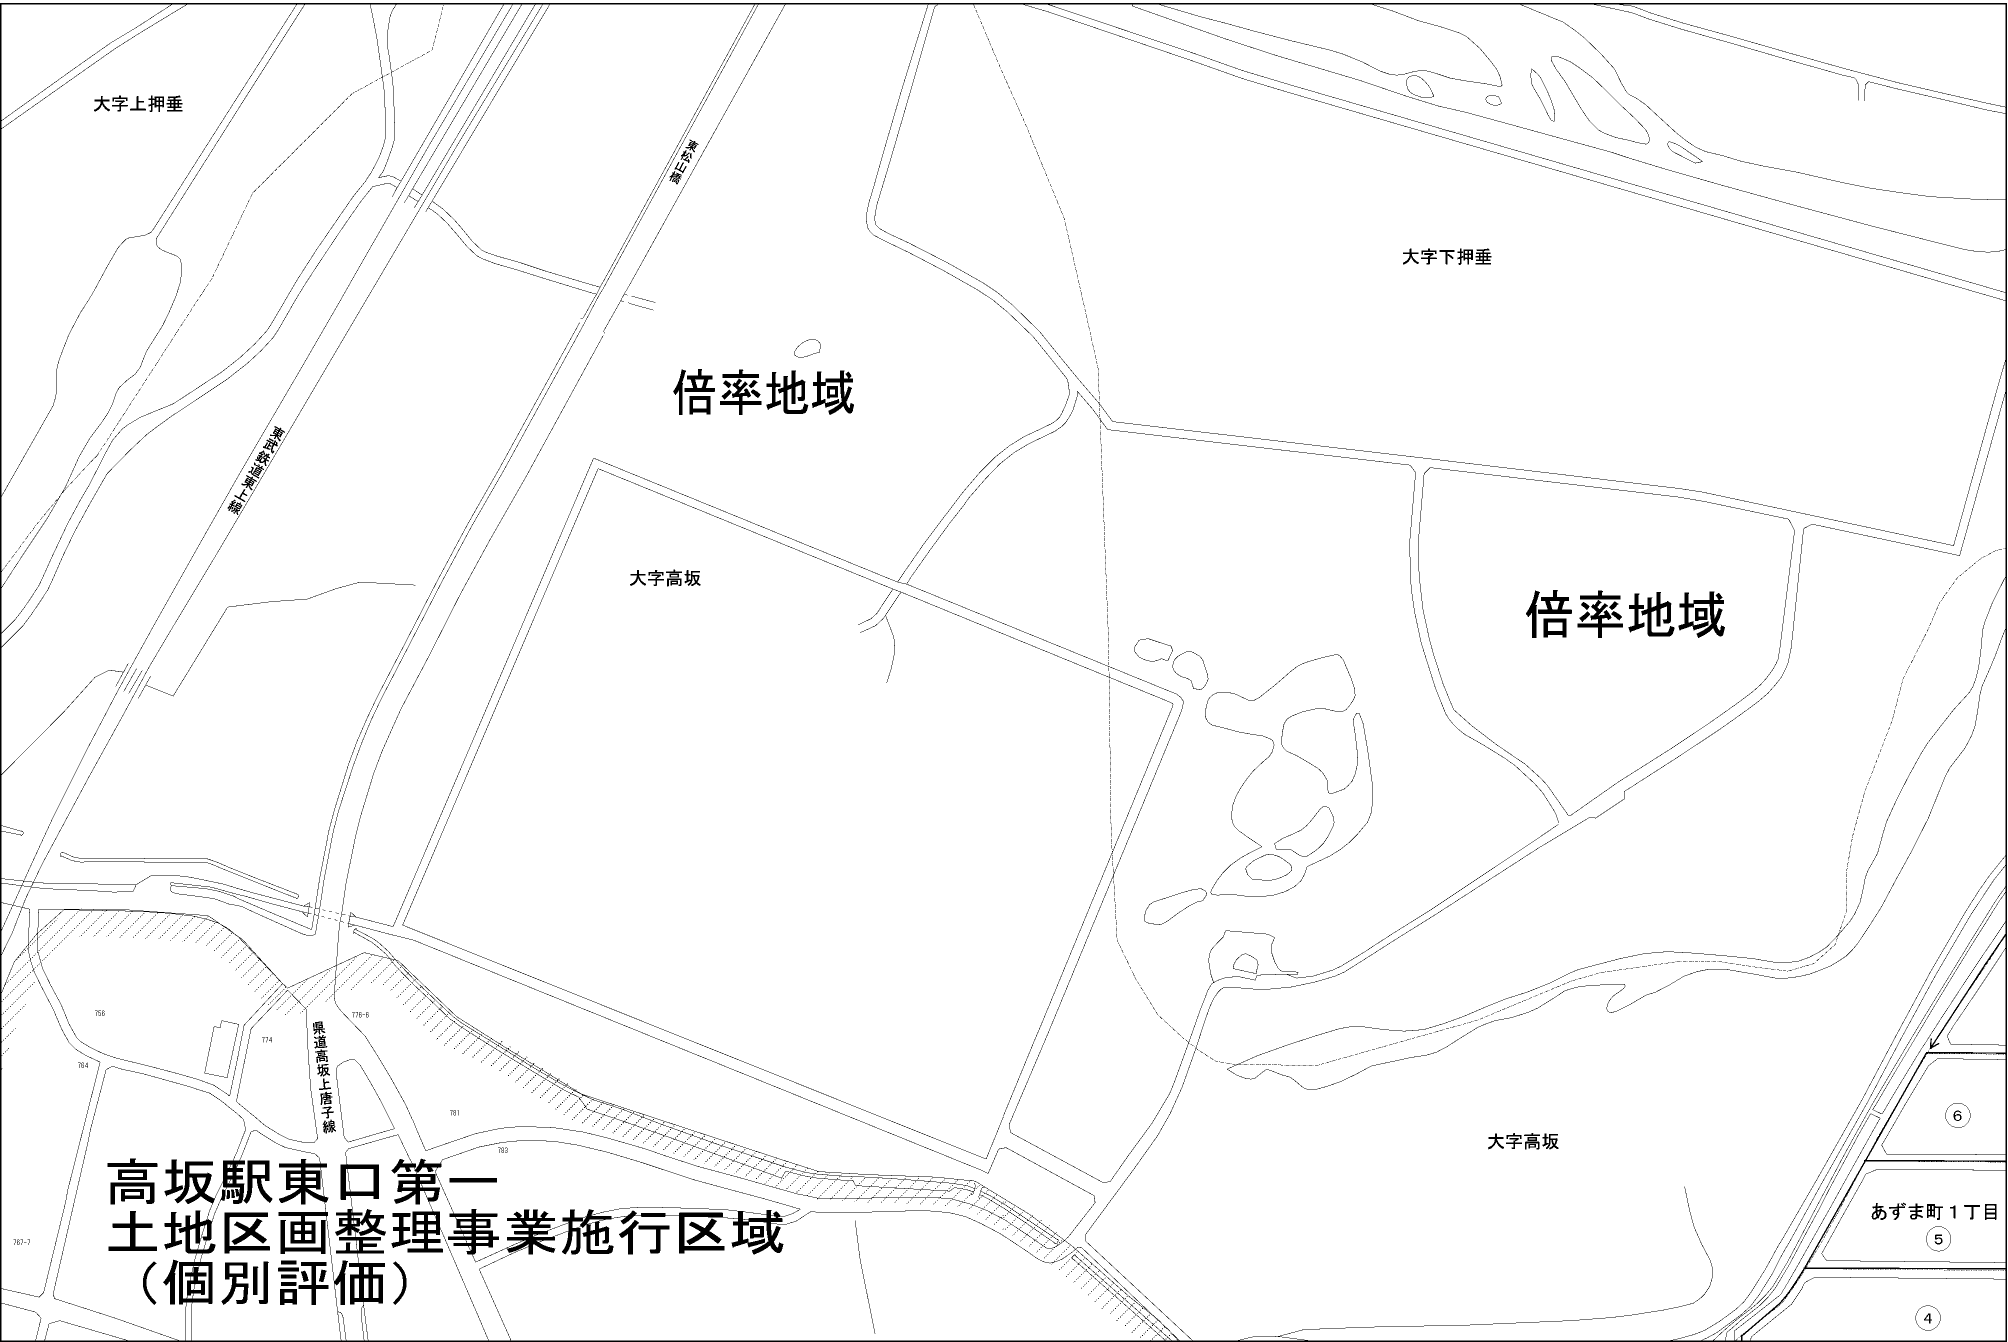 大字上押垂
東松山橋
大字下押垂
倍率地域
東武鉄道東上線
大字高坂
倍率地域
県道高坂上唐子線
756
774
776-6
764
781
783
767-7
大字高坂
⑥
あずま町1丁目
⑤
④
高坂駅東口第一
土地区画整理事業施行区域
（個別評価）